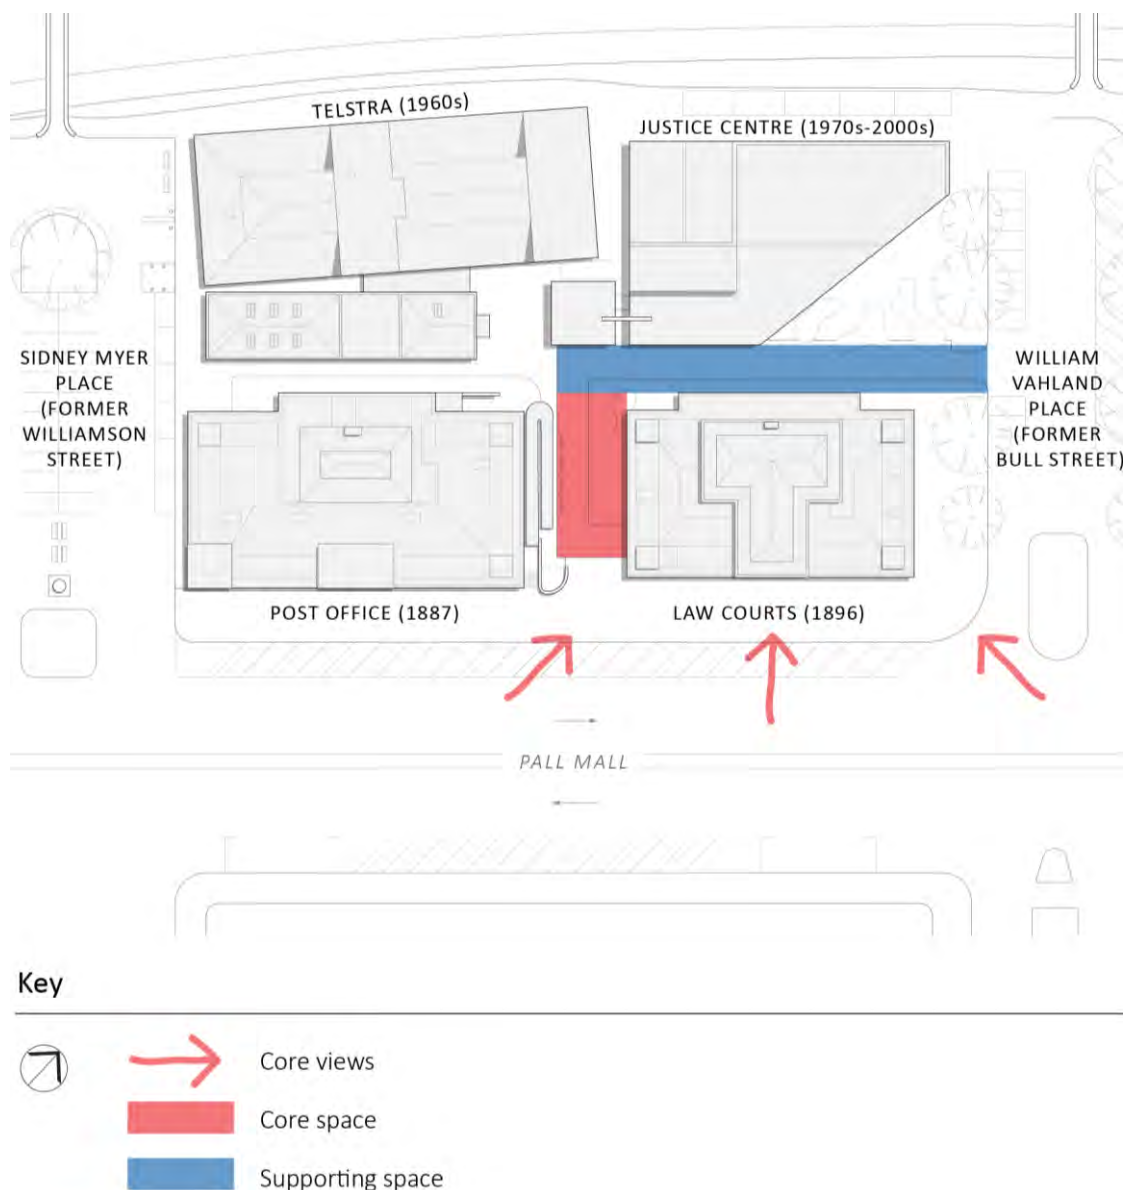 TELSTRA (1960s)
JUSTICE CENTRE (1970s-2000s)
SIDNEY MYER
PLACE
(FORMER
WILLIAMSON
STREET)
WILLIAM
VAHLAND
PLACE
(FORMER
BULL STREET)
POST OFFICE (1887)
LAW COURTS (1896)
PALL MALL
Key
Core views
Core space
Supporting space